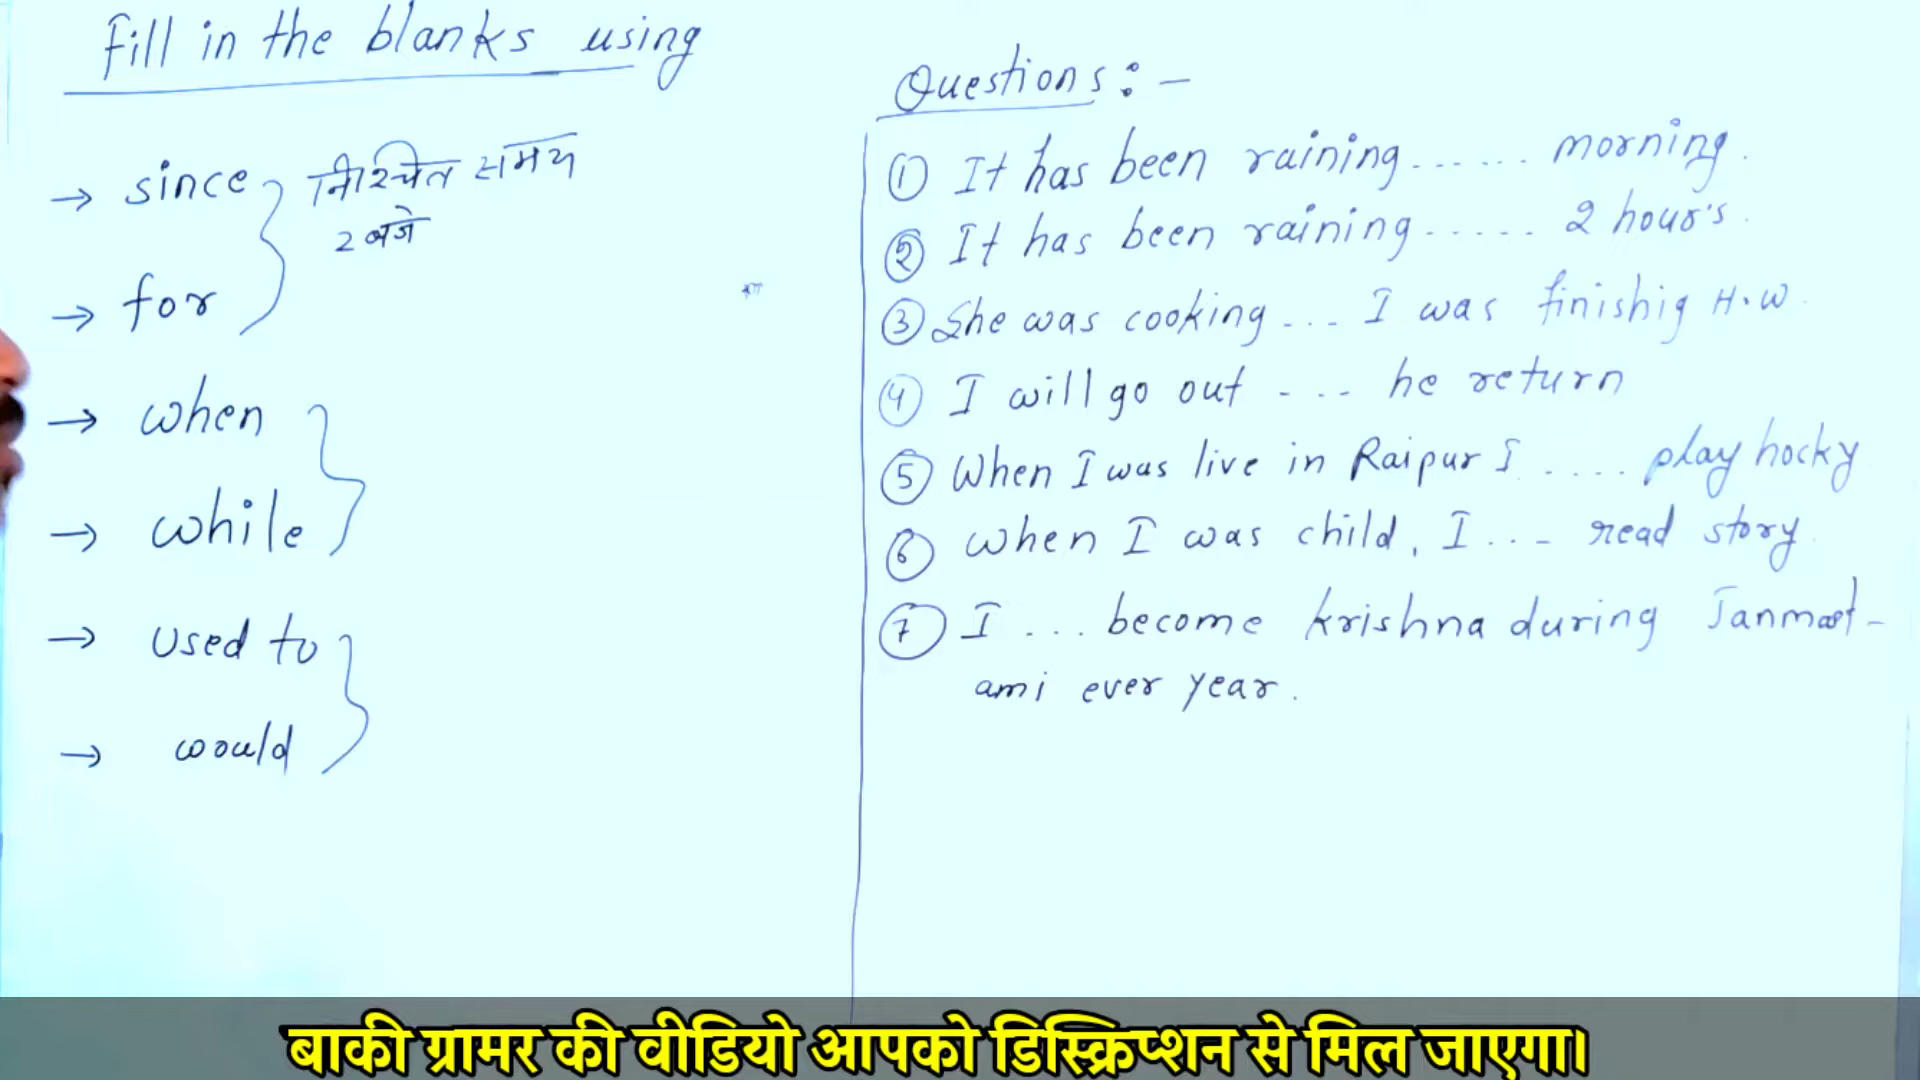 Fill in the blanks using
→ since
निश्चित समय
2 बजे
→ for
→ when
→ while
→ used to
→ would
Questions:-
① It has been raining...... morning.
② It has been raining..... 2 hour's.
③ She was cooking... I was finishig H.W.
④ I will go out ... he return
⑤ When I was live in Raipur I .... play hocky
⑥ When I was child, I ... read story.
⑦ I ... become krishna during Janmast-
ami ever year.
बाकी ग्रामर की वीडियो आपको डिस्क्रिप्शन से मिल जाएगा।